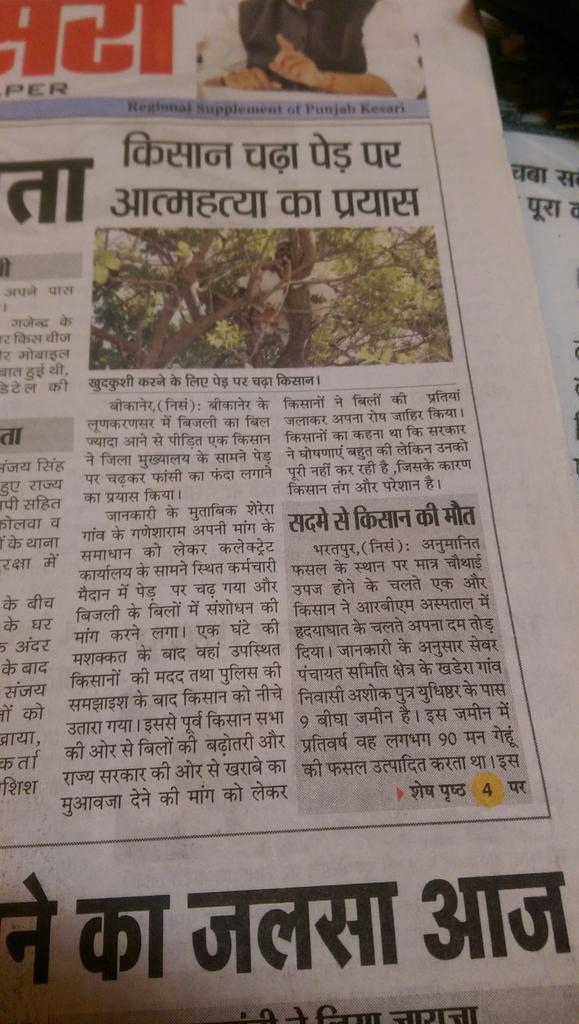 सरी
PER
Regional Supplement of Punjab Kesari
ता
किसान चढ़ा पेड़ पर
आत्महत्या का प्रयास
खुदकुशी करने के लिए पेड़ पर चढ़ा किसान।
बीकानेर,(निसं): बीकानेर के
लूणकरणसर में बिजली का बिल
ज्यादा आने से पीड़ित एक किसान
ने जिला मुख्यालय के सामने पेड़
पर चढ़कर फांसी का फंदा लगाने
का प्रयास किया।
जानकारी के मुताबिक शेरेरा
गांव के गणेशाराम अपनी मांग के
समाधान को लेकर कलेक्ट्रेट
कार्यालय के सामने स्थित कर्मचारी
मैदान में पेड़ पर चढ़ गया और
बिजली के बिलों में संशोधन की
मांग करने लगा। एक घंटे की
मशक्कत के बाद वहां उपस्थित
किसानों की मदद तथा पुलिस की
समझाइश के बाद किसान को नीचे
उतारा गया। इससे पूर्व किसान सभा
की ओर से बिलों की बढ़ोतरी और
राज्य सरकार की ओर से खराबे का
मुआवजा देने की मांग को लेकर
किसानों ने बिलों की प्रतियां
जलाकर अपना रोष जाहिर किया।
किसानों का कहना था कि सरकार
ने घोषणाएं बहुत की लेकिन उनको
पूरी नहीं कर रही है ,जिसके कारण
किसान तंग और परेशान है।
सदमे से किसान की मौत
भरतपुर,(निसं): अनुमानित
फसल के स्थान पर मात्र चौथाई
उपज होने के चलते एक और
किसान ने आरबीएम अस्पताल में
हृदयाघात के चलते अपना दम तोड़
दिया। जानकारी के अनुसार सेवर
पंचायत समिति क्षेत्र के खडेरा गांव
निवासी अशोक पुत्र युधिष्ठर के पास
9 बीघा जमीन है। इस जमीन में
प्रतिवर्ष वह लगभग 90 मन गेहूं
की फसल उत्पादित करता था। इस
शेष पृष्ठ 4 पर
अपने पास
गजेन्द्र के
र किस चीज
र मोबाइल
बात हुई थी,
डिटेल की
ता
संजय सिंह
हुए राज्य
पी सहित
कोलवा व
के थाना
रक्षा में
के बीच
के घर
के अंदर
के बाद
संजय
ों को
व्राया,
कर्ता
शिश
ने का जलसा आज
पूरा